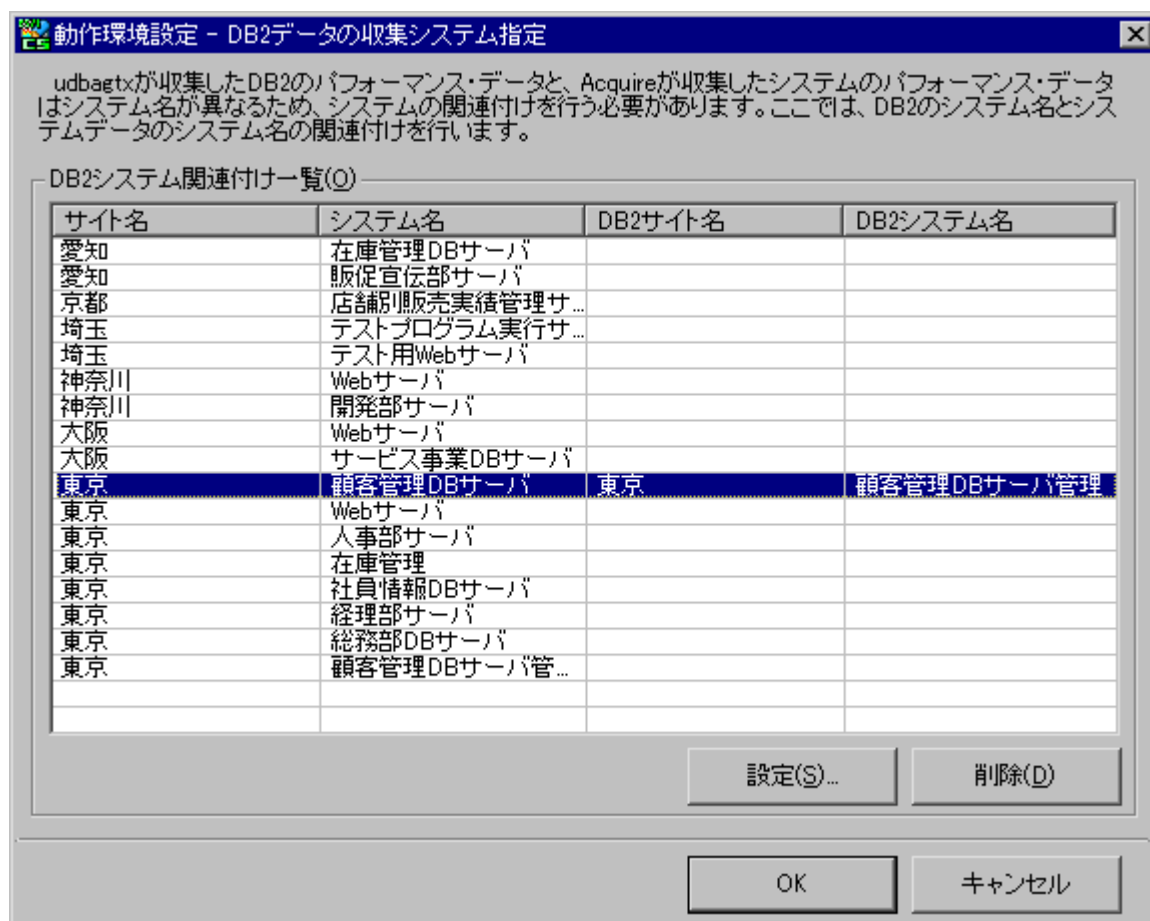 動作環境設定 - DB2データの収集システム指定
udbagtxが収集したDB2のパフォーマンス・データと、Acquireが収集したシステムのパフォーマンス・データ
はシステム名が異なるため、システムの関連付けを行う必要があります。ここでは、DB2のシステム名とシス
テムデータのシステム名の関連付けを行います。
DB2システム関連付け一覧(O)
サイト名 システム名 DB2サイト名 DB2システム名
愛知 在庫管理DBサーバ
愛知 販促宣伝部サーバ
京都 店舗別販売実績管理サ...
埼玉 テストプログラム実行サ...
埼玉 テスト用Webサーバ
神奈川 Webサーバ
神奈川 開発部サーバ
大阪 Webサーバ
大阪 サービス事業DBサーバ
東京 顧客管理DBサーバ 東京 顧客管理DBサーバ管理
東京 Webサーバ
東京 人事部サーバ
東京 在庫管理
東京 社員情報DBサーバ
東京 経理部サーバ
東京 総務部DBサーバ
東京 顧客管理DBサーバ管...
設定(S)... 削除(D)
OK キャンセル